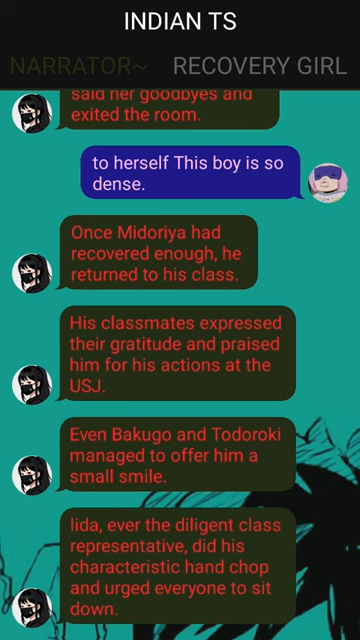 INDIAN TS
NARRATOR~ RECOVERY GIRL
said her goodbyes and
exited the room.
to herself This boy is so
dense.
Once Midoriya had
recovered enough, he
returned to his class.
His classmates expressed
their gratitude and praised
him for his actions at the
USJ.
Even Bakugo and Todoroki
managed to offer him a
small smile.
Iida, ever the diligent class
representative, did his
characteristic hand chop
and urged everyone to sit
down.